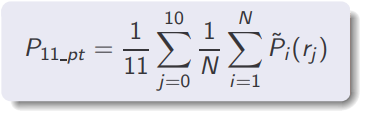 P_{11\_pt} = \frac{1}{11} \sum_{j=0}^{10} \frac{1}{N} \sum_{i=1}^{N} \tilde{P}_i(r_j)